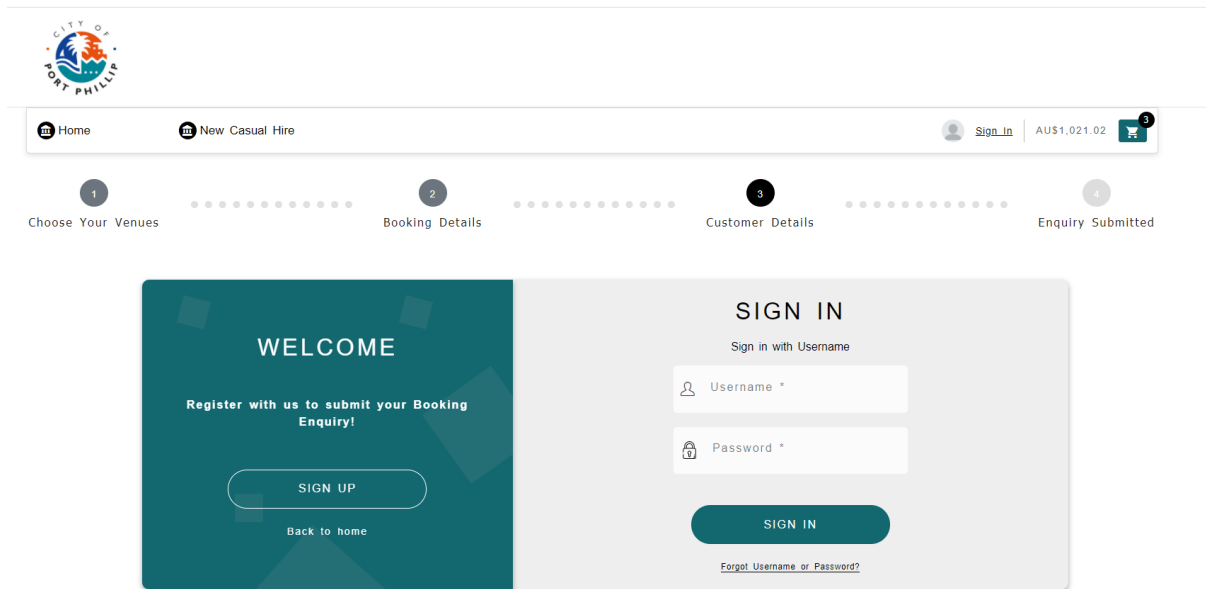 CITY OF
PORT PHILLIP
Home
New Casual Hire
Sign In
AU$1,021.02
3
1
2
3
4
Choose Your Venues
Booking Details
Customer Details
Enquiry Submitted
WELCOME
Register with us to submit your Booking
Enquiry!
SIGN UP
Back to home
SIGN IN
Sign in with Username
Username *
Password *
SIGN IN
Forgot Username or Password?